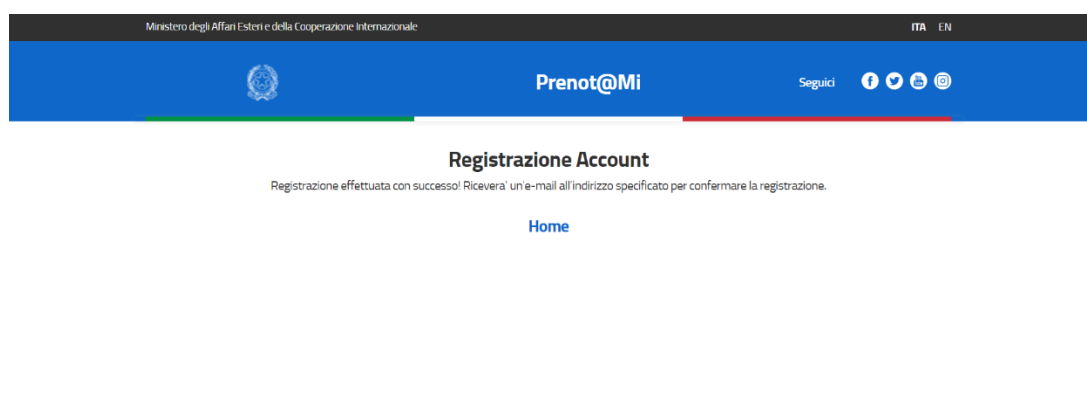 Ministero degli Affari Esteri e della Cooperazione Internazionale
ITA EN
Prenot@Mi
Seguici
Registrazione Account
Registrazione effettuata con successo! Ricevera' un'e-mail all'indirizzo specificato per confermare la registrazione.
Home